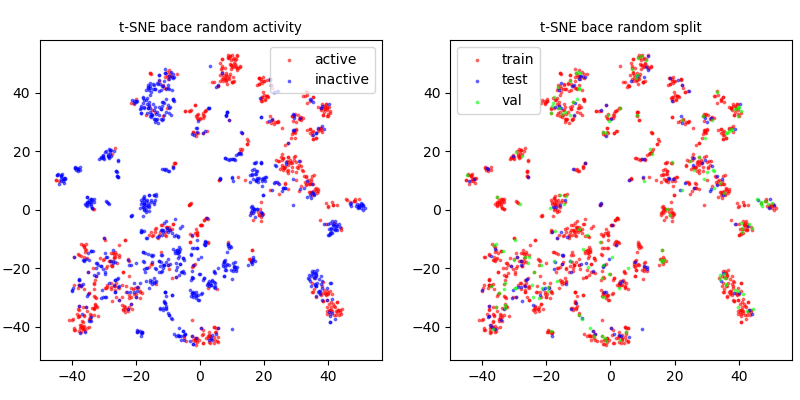 t-SNE bace random activity
active
inactive
40
20
0
−20
−40
−40 −20 0 20 40
t-SNE bace random split
train
test
val
40
20
0
−20
−40
−40 −20 0 20 40